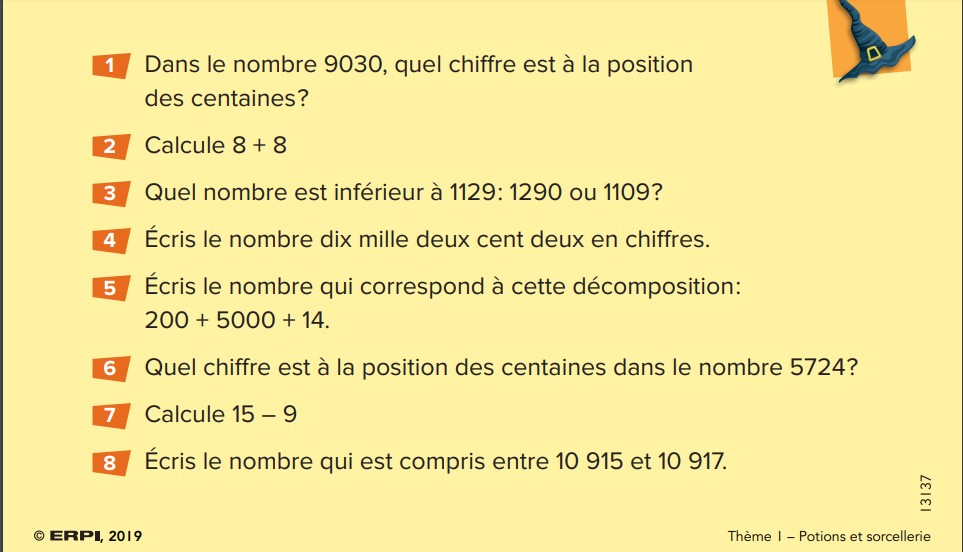 1 Dans le nombre 9030, quel chiffre est à la position
des centaines?
2 Calcule 8 + 8
3 Quel nombre est inférieur à 1129: 1290 ou 1109?
4 Écris le nombre dix mille deux cent deux en chiffres.
5 Écris le nombre qui correspond à cette décomposition:
200 + 5000 + 14.
6 Quel chiffre est à la position des centaines dans le nombre 5724?
7 Calcule 15 – 9
8 Écris le nombre qui est compris entre 10 915 et 10 917.
13137
© ERPI, 2019
Thème 1 – Potions et sorcellerie